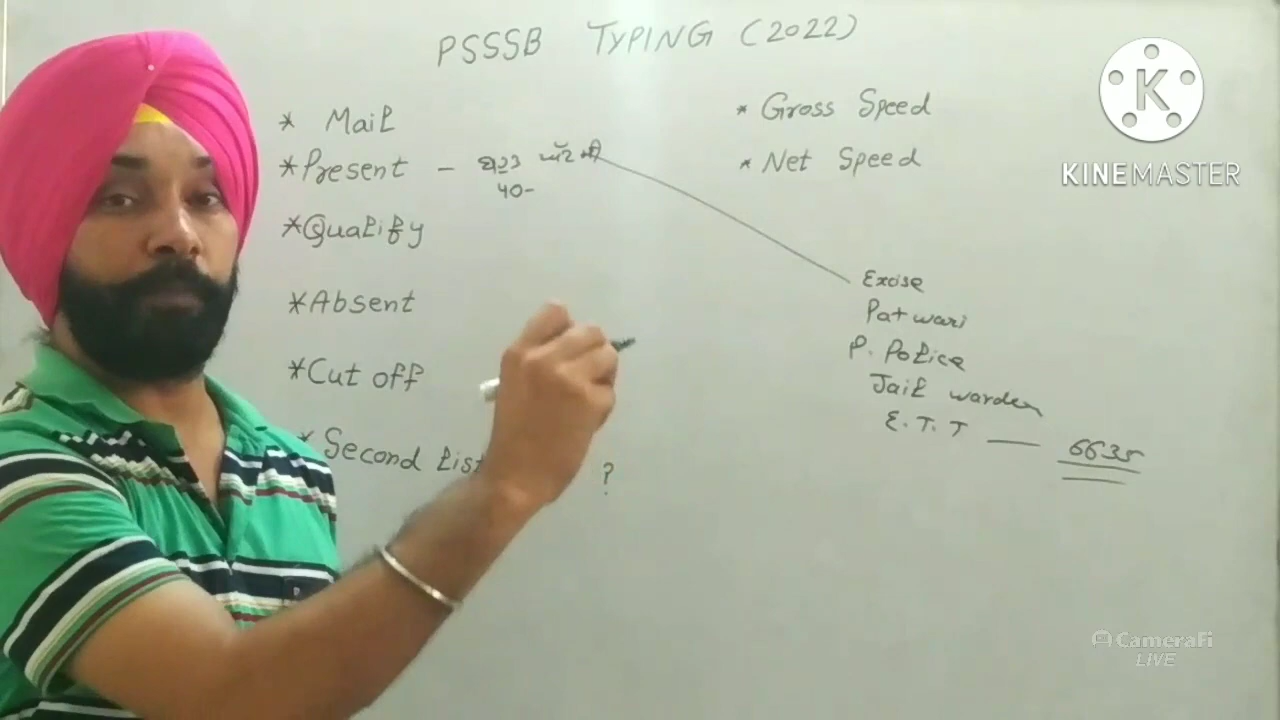 PSSSB TYPING (2022)
* Mail
* Present -
40-
* Qualify
* Absent
* Cut off
* Second List
?
* Gross Speed
* Net Speed
Excise
Patwari
P. Police
Jail warden
E.T.T — 6635
K
KINEMASTER
CameraFi
LIVE